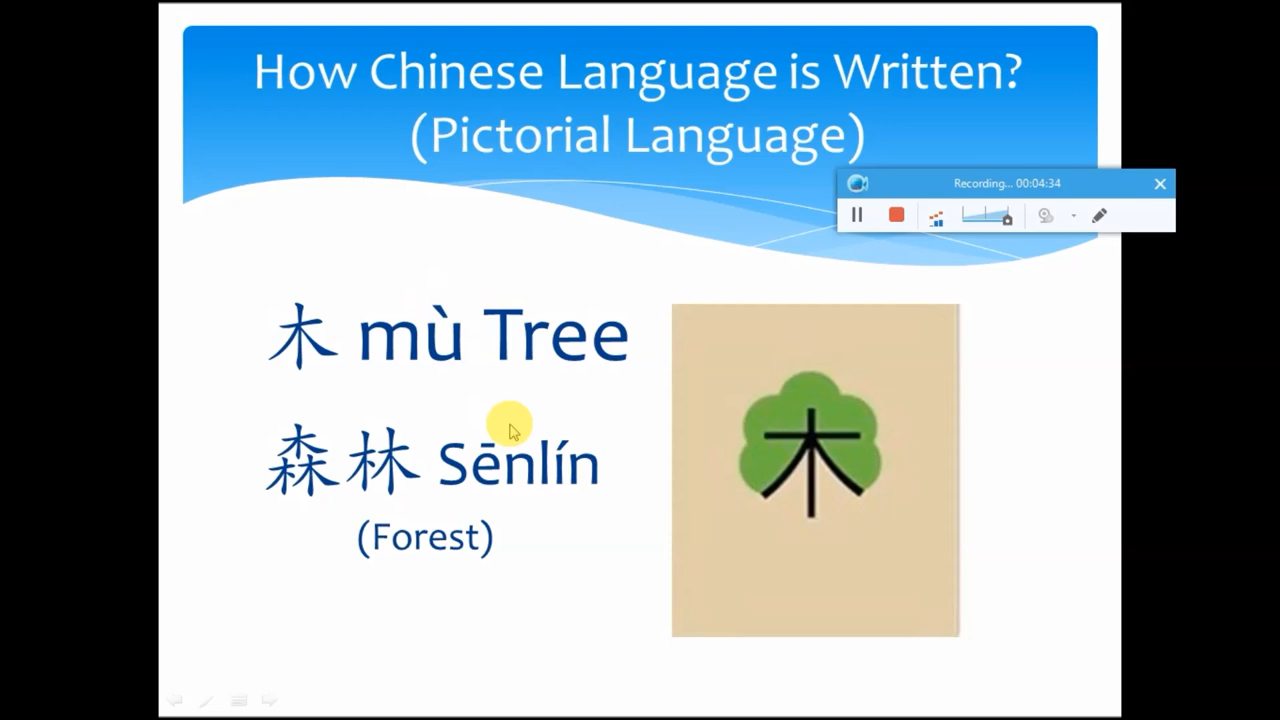 How Chinese Language is Written?
(Pictorial Language)
Recording... 00:04:34
木 mù Tree
森林 Sēnlín
(Forest)
木